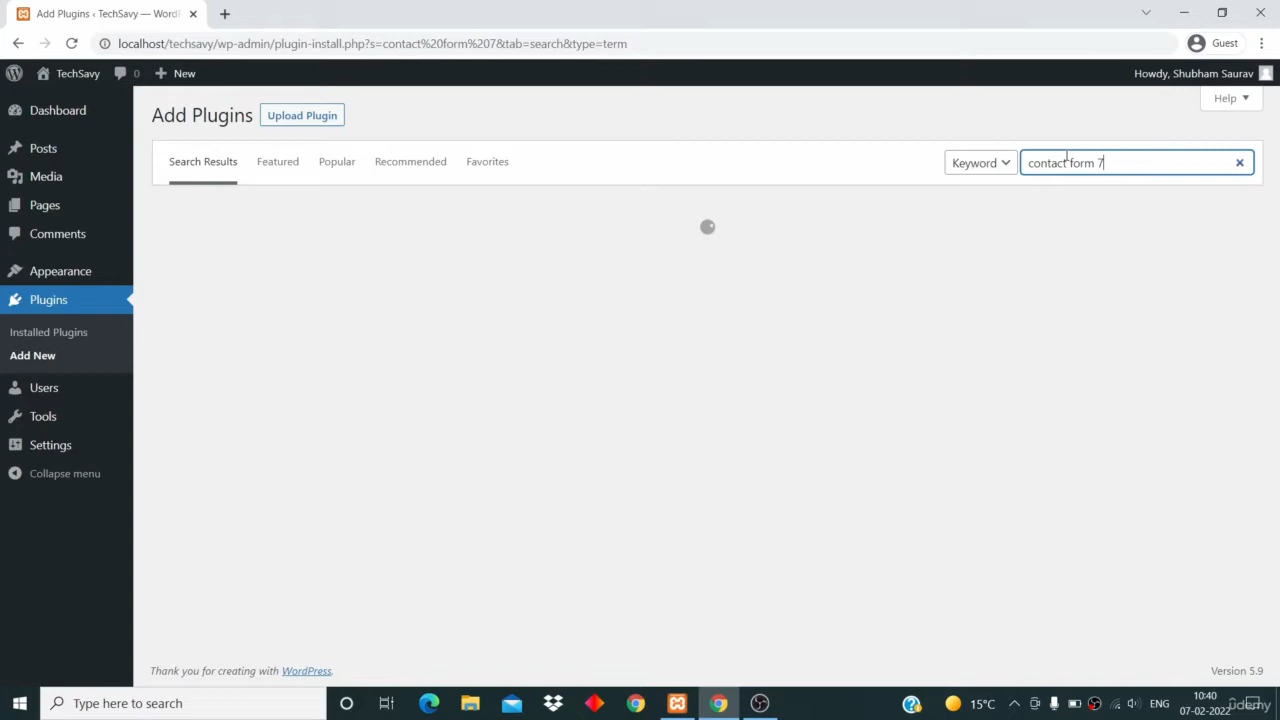 Add Plugins ‹ TechSavy — WordP
localhost/techsavy/wp-admin/plugin-install.php?s=contact%20form%207&tab=search&type=term
Guest
TechSavy
0
New
Howdy, Shubham Saurav
Dashboard
Posts
Media
Pages
Comments
Appearance
Plugins
Installed Plugins
Add New
Users
Tools
Settings
Collapse menu
Add Plugins
Upload Plugin
Help
Search Results
Featured
Popular
Recommended
Favorites
Keyword
contact form 7
Thank you for creating with WordPress.
Version 5.9
Type here to search
15°C
ENG
10:40
07-02-2022
udemy